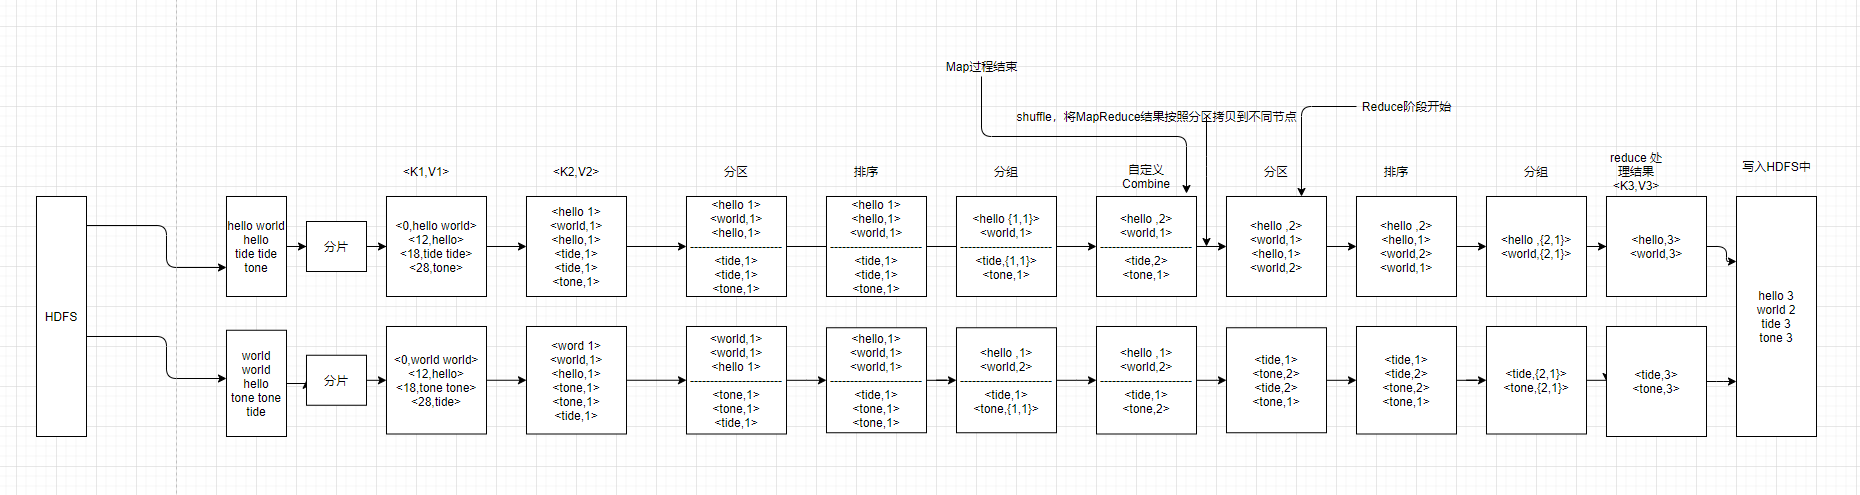 Map过程结束
shuffle，将MapReduce结果按照分区拷贝到不同节点
Reduce阶段开始
<K1,V1>
<K2,V2>
分区
排序
分组
自定义
Combine
分区
排序
分组
reduce 处
理结果
<K3,V3>
写入HDFS中
HDFS
hello world
hello
tide tide
tone
分片
<0,hello world>
<12,hello>
<18,tide tide>
<28,tone>
<hello 1>
<world,1>
<hello,1>
<tide,1>
<tide,1>
<tone,1>
<hello 1>
<world,1>
<hello,1>
<tide,1>
<tide,1>
<tone,1>
<hello 1>
<hello,1>
<world,1>
<tide,1>
<tide,1>
<tone,1>
<hello {1,1}>
<world,1>
<tide,{1,1}>
<tone,1>
<hello ,2>
<world,1>
<tide,2>
<tone,1>
<hello ,2>
<world,1>
<hello,1>
<world,2>
<hello ,2>
<hello,1>
<world,2>
<world,1>
<hello ,{2,1}>
<world,{2,1}>
<hello,3>
<world,3>
hello 3
world 2
tide 3
tone 3
world
world
hello
tone tone
tide
分片
<0,world world>
<12,hello>
<18,tone tone>
<28,tide>
<word 1>
<world,1>
<hello,1>
<tone,1>
<tone,1>
<tide,1>
<world,1>
<world,1>
<hello 1>
<tone,1>
<tone,1>
<tide,1>
<hello,1>
<world,1>
<world,1>
<tide,1>
<tone,1>
<tone,1>
<hello ,1>
<world,2>
<tide,1>
<tone,{1,1}>
<hello ,1>
<world,2>
<tide,1>
<tone,2>
<tide,1>
<tone,2>
<tide,2>
<tone,1>
<tide,1>
<tide,2>
<tone,2>
<tone,1>
<tide,{2,1}>
<tone,{2,1}>
<tide,3>
<tone,3>